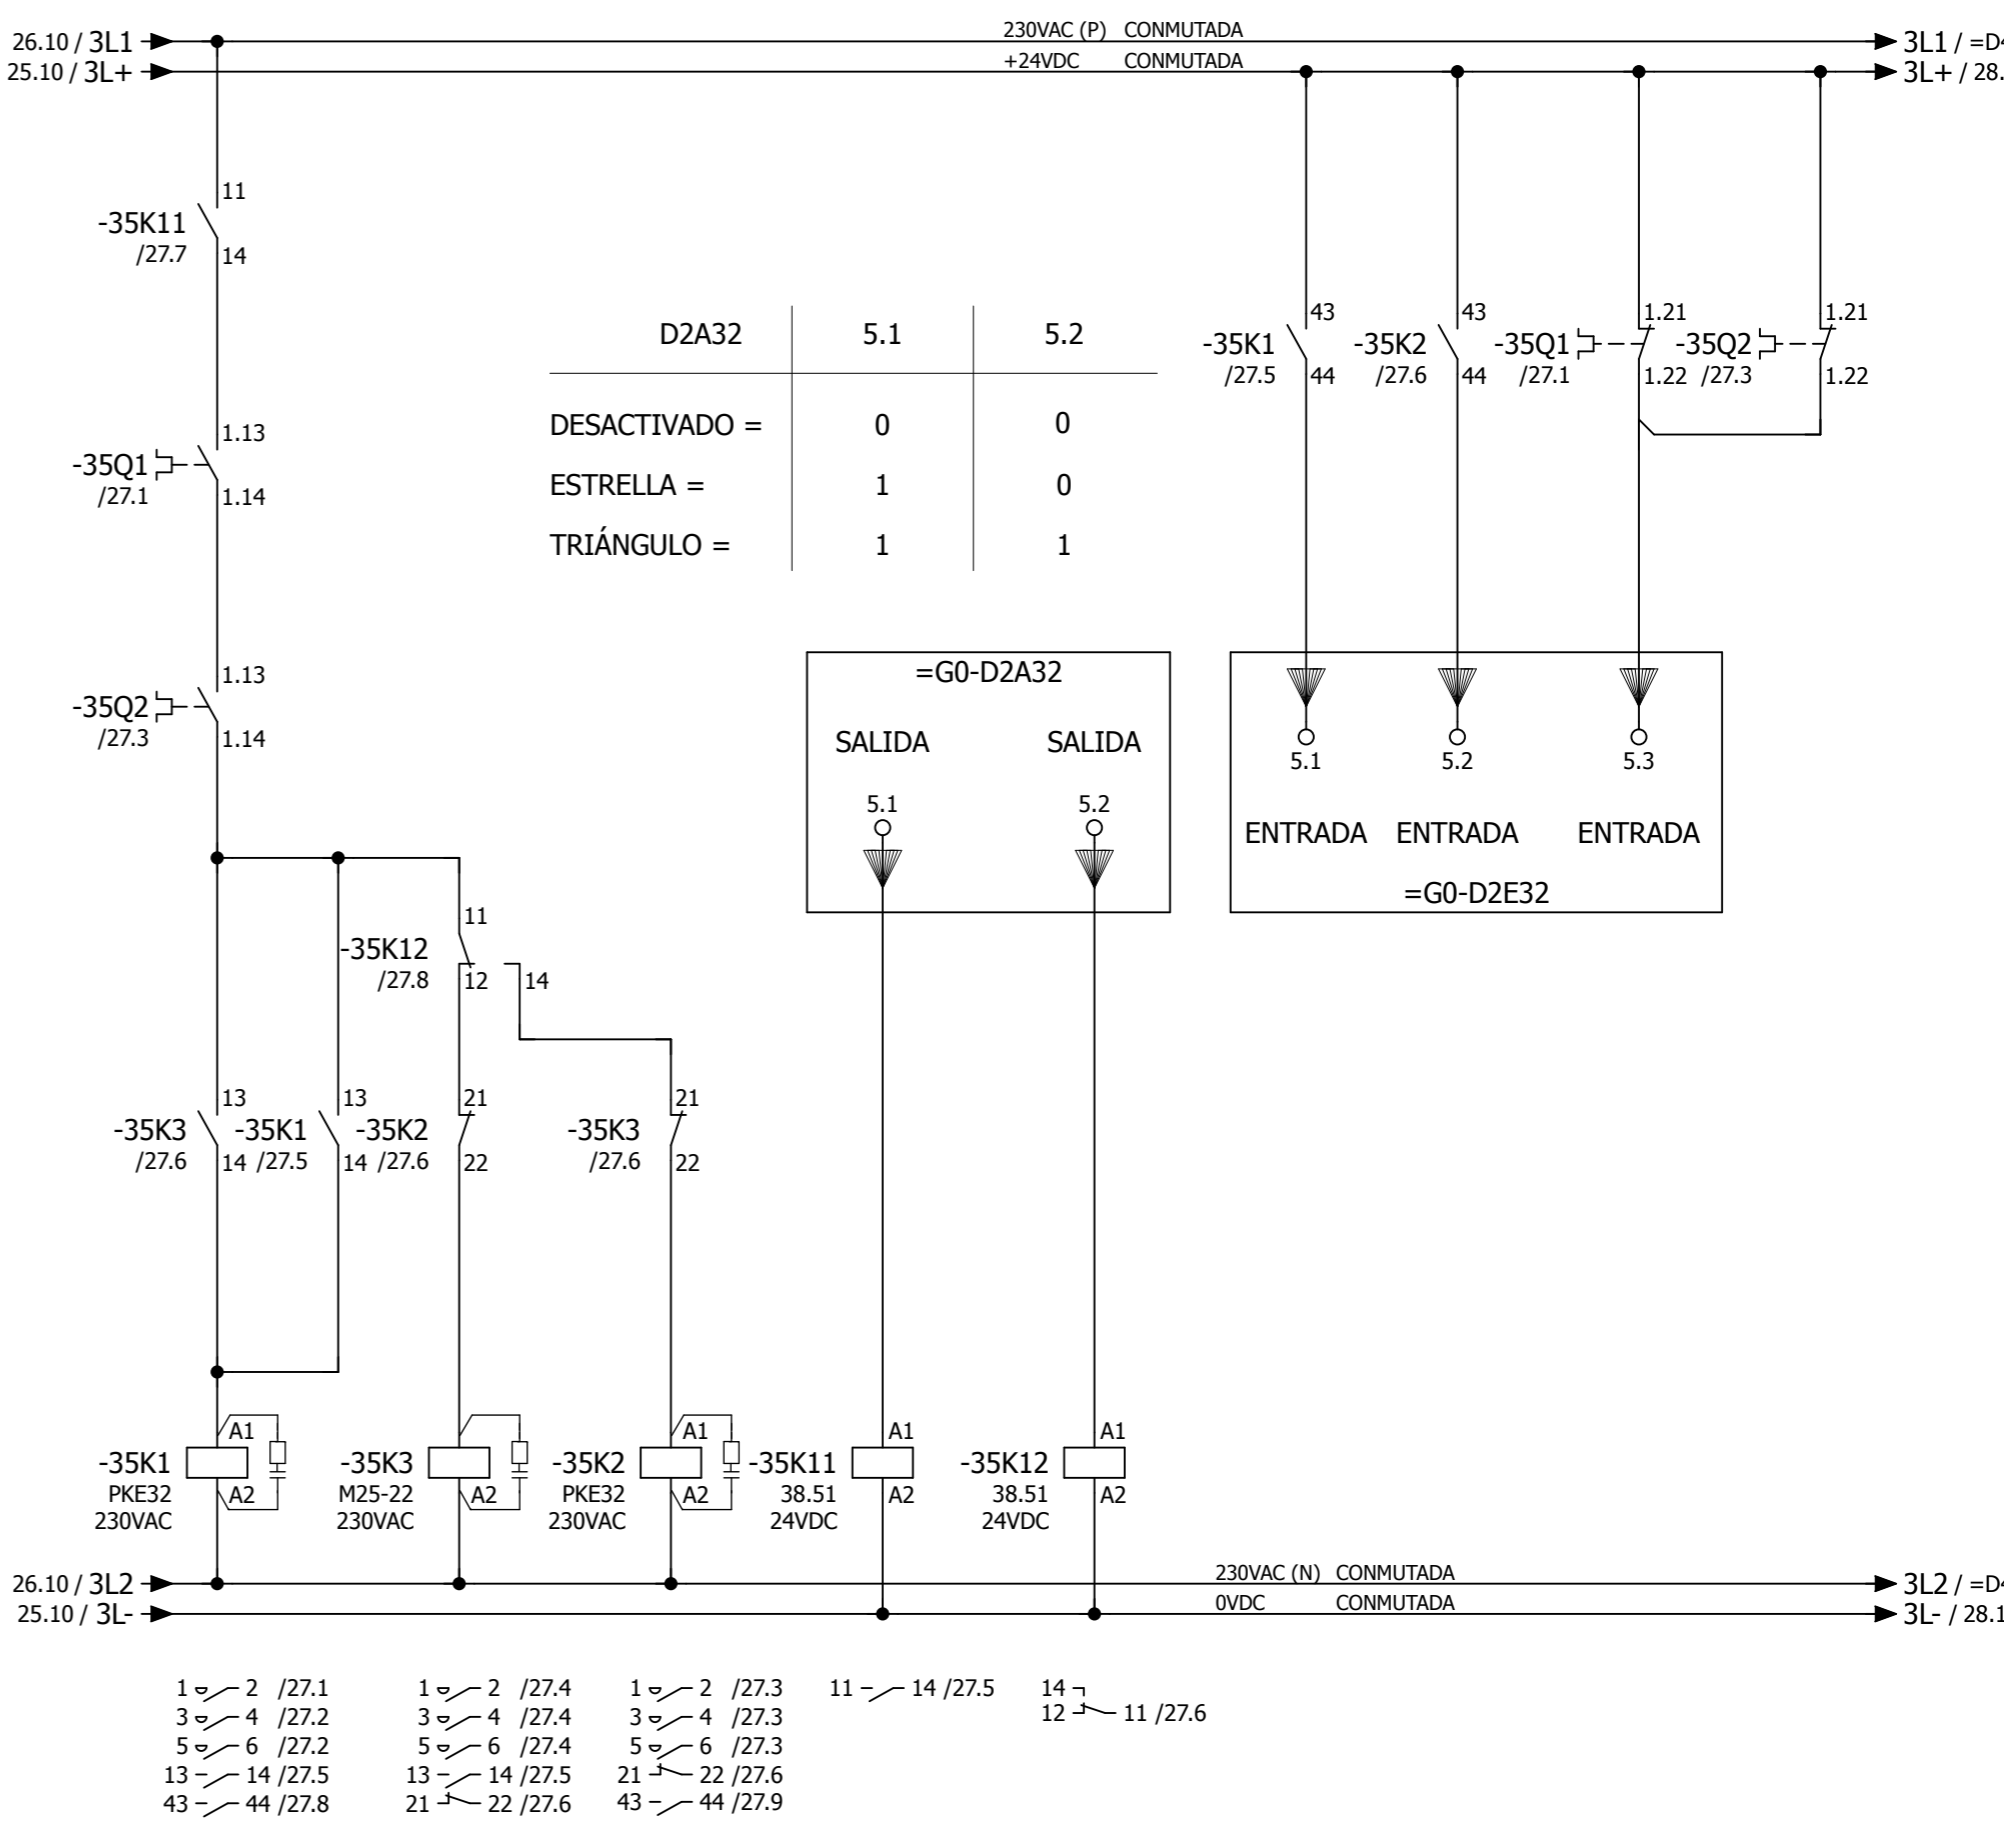 230VAC (P) CONMUTADA
26.10 / 3L1
3L1 / =D4
+24VDC CONMUTADA
25.10 / 3L+
3L+ / 28.
11
-35K11
/27.7
14
D2A32 5.1 5.2
DESACTIVADO = 0 0
ESTRELLA = 1 0
TRIÁNGULO = 1 1
43
-35K1
/27.5
44
43
-35K2
/27.6
44
1.21
-35Q1
/27.1
1.22
1.21
-35Q2
/27.3
1.22
1.13
-35Q1
/27.1
1.14
1.13
-35Q2
/27.3
1.14
=G0-D2A32
SALIDA SALIDA
5.1 5.2
5.1 5.2 5.3
ENTRADA ENTRADA ENTRADA
=G0-D2E32
11
-35K12
/27.8
12
14
13
-35K3
/27.6
14
13
-35K1
/27.5
14
21
-35K2
/27.6
22
21
-35K3
/27.6
22
A1
-35K1
PKE32
A2
230VAC
-35K3
M25-22
A2
230VAC
A1
-35K2
PKE32
A2
230VAC
A1
-35K11
38.51
A2
24VDC
A1
-35K12
38.51
A2
24VDC
230VAC (N) CONMUTADA
26.10 / 3L2
3L2 / =D4
0VDC CONMUTADA
25.10 / 3L-
3L- / 28.1
1 2 /27.1
3 4 /27.2
5 6 /27.2
13 14 /27.5
43 44 /27.8
1 2 /27.4
3 4 /27.4
5 6 /27.4
13 14 /27.5
21 22 /27.6
1 2 /27.3
3 4 /27.3
5 6 /27.3
21 22 /27.6
43 44 /27.9
11 14 /27.5
14
12 11 /27.6